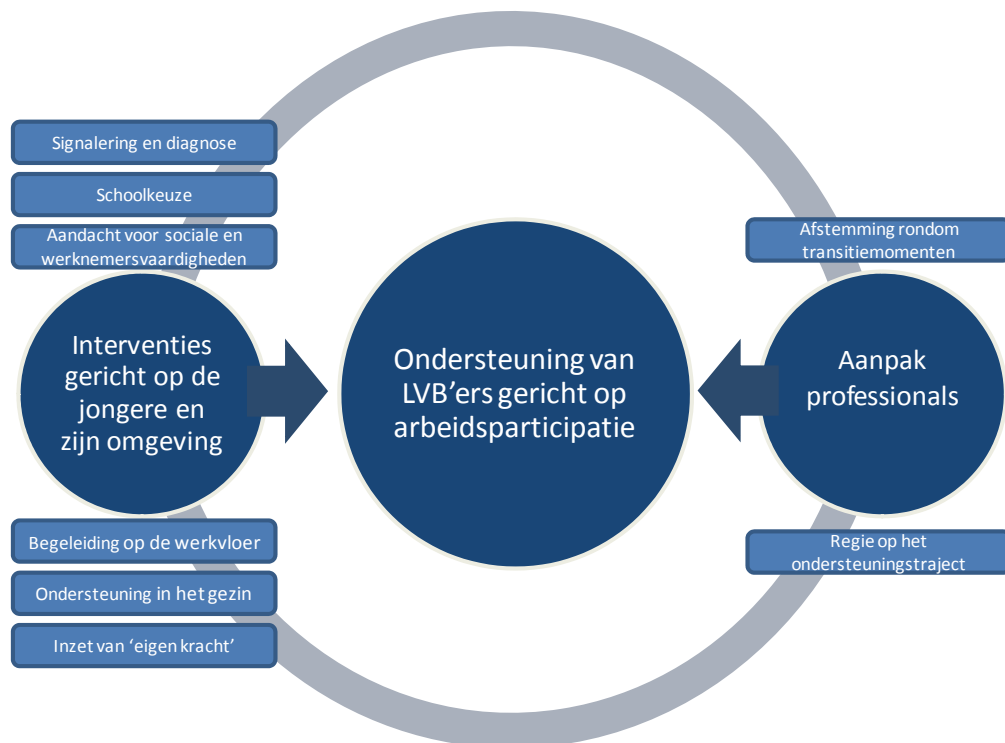 Signalering en diagnose
Schoolkeuze
Aandacht voor sociale en
werknemersvaardigheden
Interventies
gericht op de
jongere en
zijn omgeving
Begeleiding op de werkvloer
Ondersteuning in het gezin
Inzet van ‘eigen kracht’
Ondersteuning van
LVB’ers gericht op
arbeidsparticipatie
Afstemming rondom
transitiemomenten
Aanpak
professionals
Regie op het
ondersteuningstraject